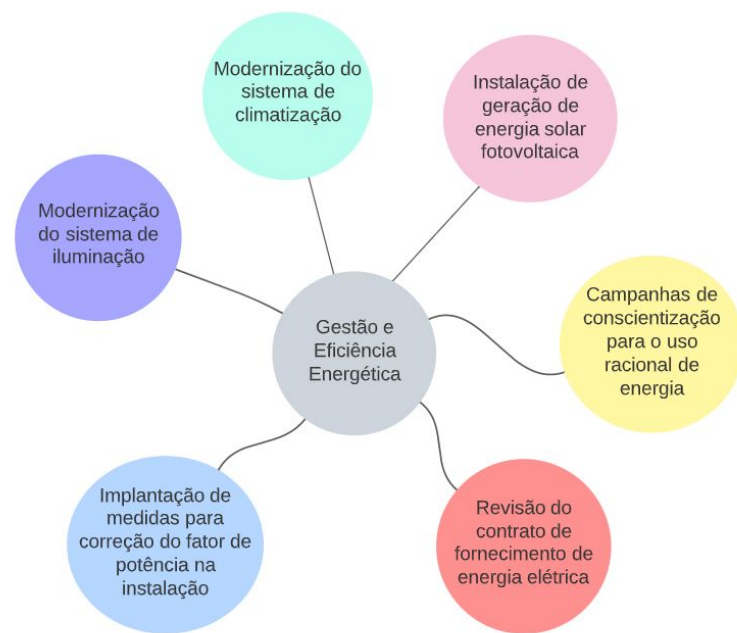 Modernização do
sistema de
climatização
Instalação de
geração de
energia solar
fotovoltaica
Modernização
do sistema de
iluminação
Gestão e
Eficiência
Energética
Campanhas de
conscientização
para o uso
racional de
energia
Implantação de
medidas para
correção do fator de
potência na
instalação
Revisão do
contrato de
fornecimento de
energia elétrica